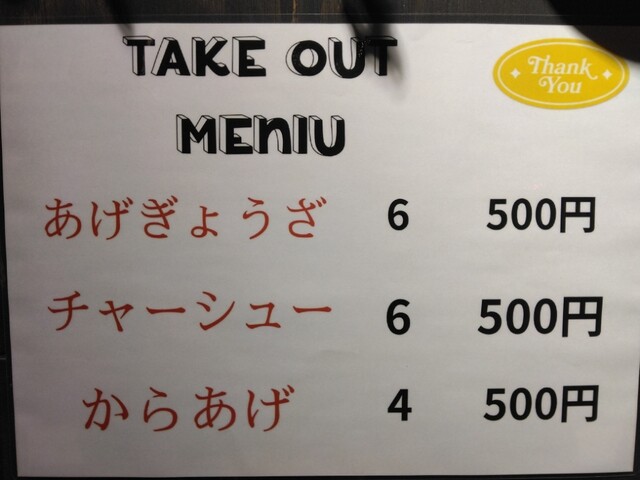 TAKE OUT
MENIU
Thank
You
あげぎょうざ 6 500円
チャーシュー 6 500円
からあげ 4 500円